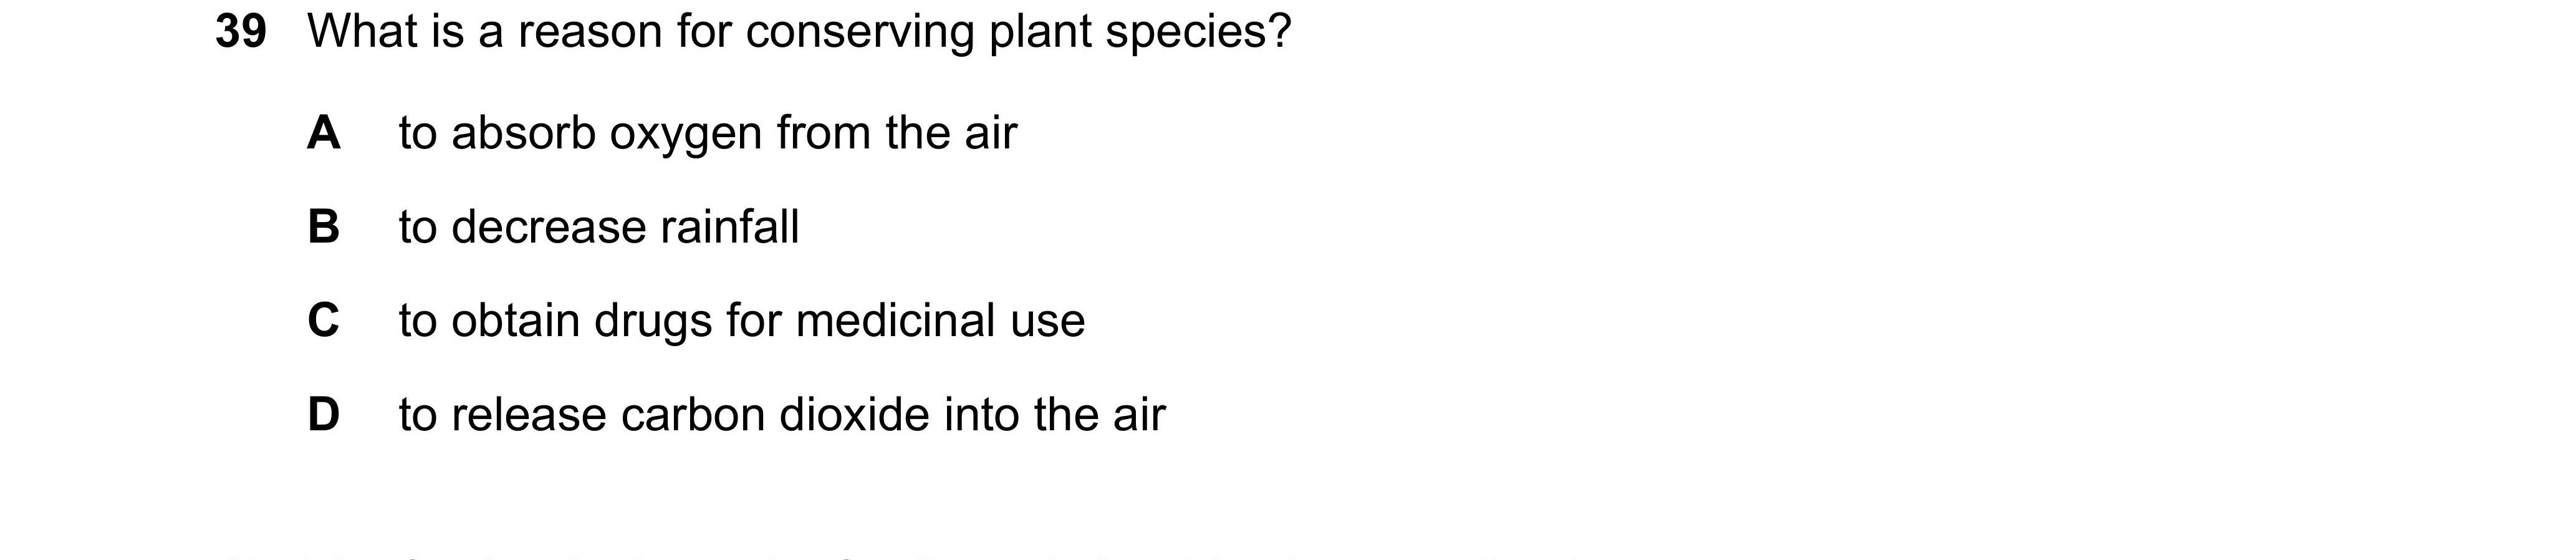 39 What is a reason for conserving plant species?
A to absorb oxygen from the air
B to decrease rainfall
C to obtain drugs for medicinal use
D to release carbon dioxide into the air